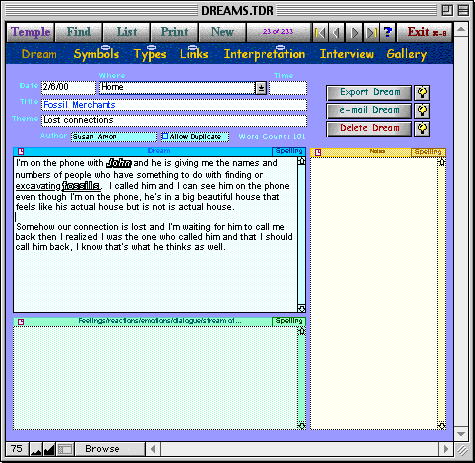 DREAMS.TDR
Temple Find List Print New 23 of 233 ? Exit ⌘-Q
Dream Symbols Types Links Interpretation Interview Gallery
Where Time
Date 2/6/00 Home
Export Dream
Title Fossil Merchants
e-mail Dream
Theme Lost connections
Delete Dream
Author Susan Amon Allow Duplicate Word Count: 101
Dream Spelling Notes Spelling
I'm on the phone with John and he is giving me the names and
numbers of people who have something to do with finding or
excavating fossils. I called him and I can see him on the phone
even though I'm on the phone, he's in a big beautiful house that
feels like his actual house but is not is actual house.
Somehow our connection is lost and I'm waiting for him to call me
back then I realized I was the one who called him and that I should
call him back, I know that's what he thinks as well.
Feelings/reactions/emotions/dialogue/stream of... Spelling
75 Browse